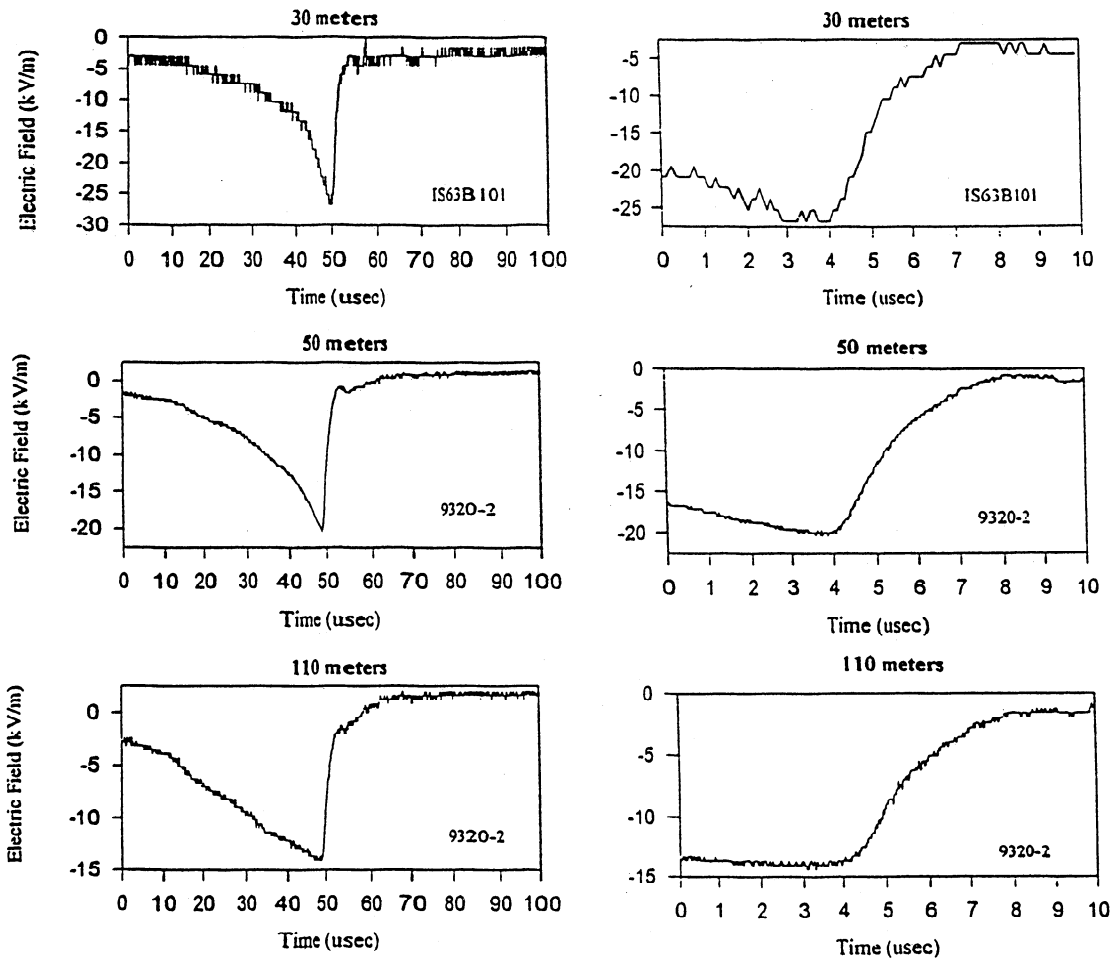 30 meters
Electric Field (kV/m)
0
-5
-10
-15
-20
-25
-30
IS63B101
0 10 20 30 40 50 60 70 80 90 100
Time (usec)
30 meters
-5
-10
-15
-20
-25
IS63B101
0 1 2 3 4 5 6 7 8 9 10
Time (usec)
50 meters
Electric Field (kV/m)
0
-5
-10
-15
-20
9320-2
0 10 20 30 40 50 60 70 80 90 100
Time (usec)
50 meters
0
-5
-10
-15
-20
9320-2
0 1 2 3 4 5 6 7 8 9 10
Time (usec)
110 meters
Electric Field (kV/m)
0
-5
-10
-15
9320-2
0 10 20 30 40 50 60 70 80 90 100
Time (usec)
110 meters
0
-5
-10
-15
9320-2
0 1 2 3 4 5 6 7 8 9 10
Time (usec)